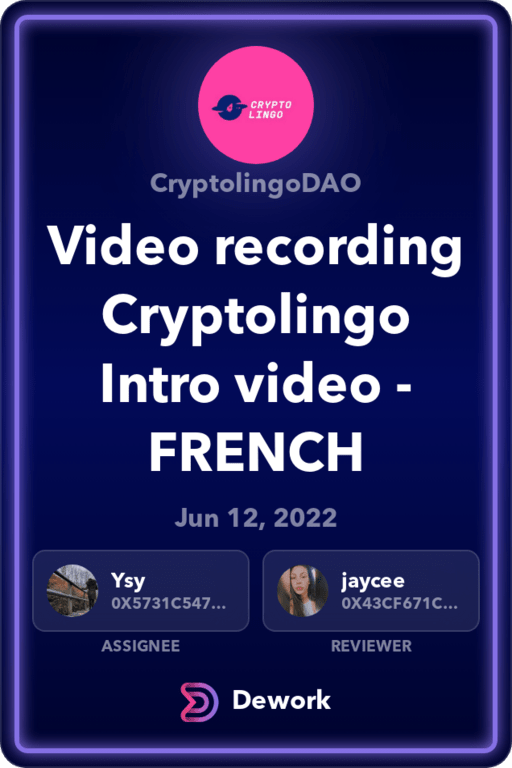 CRYPTO
LINGO
CryptolingoDAO
Video recording
Cryptolingo
Intro video -
FRENCH
Jun 12, 2022
Ysy
0X5731C547...
jaycee
0X43CF671C...
ASSIGNEE
REVIEWER
Dework